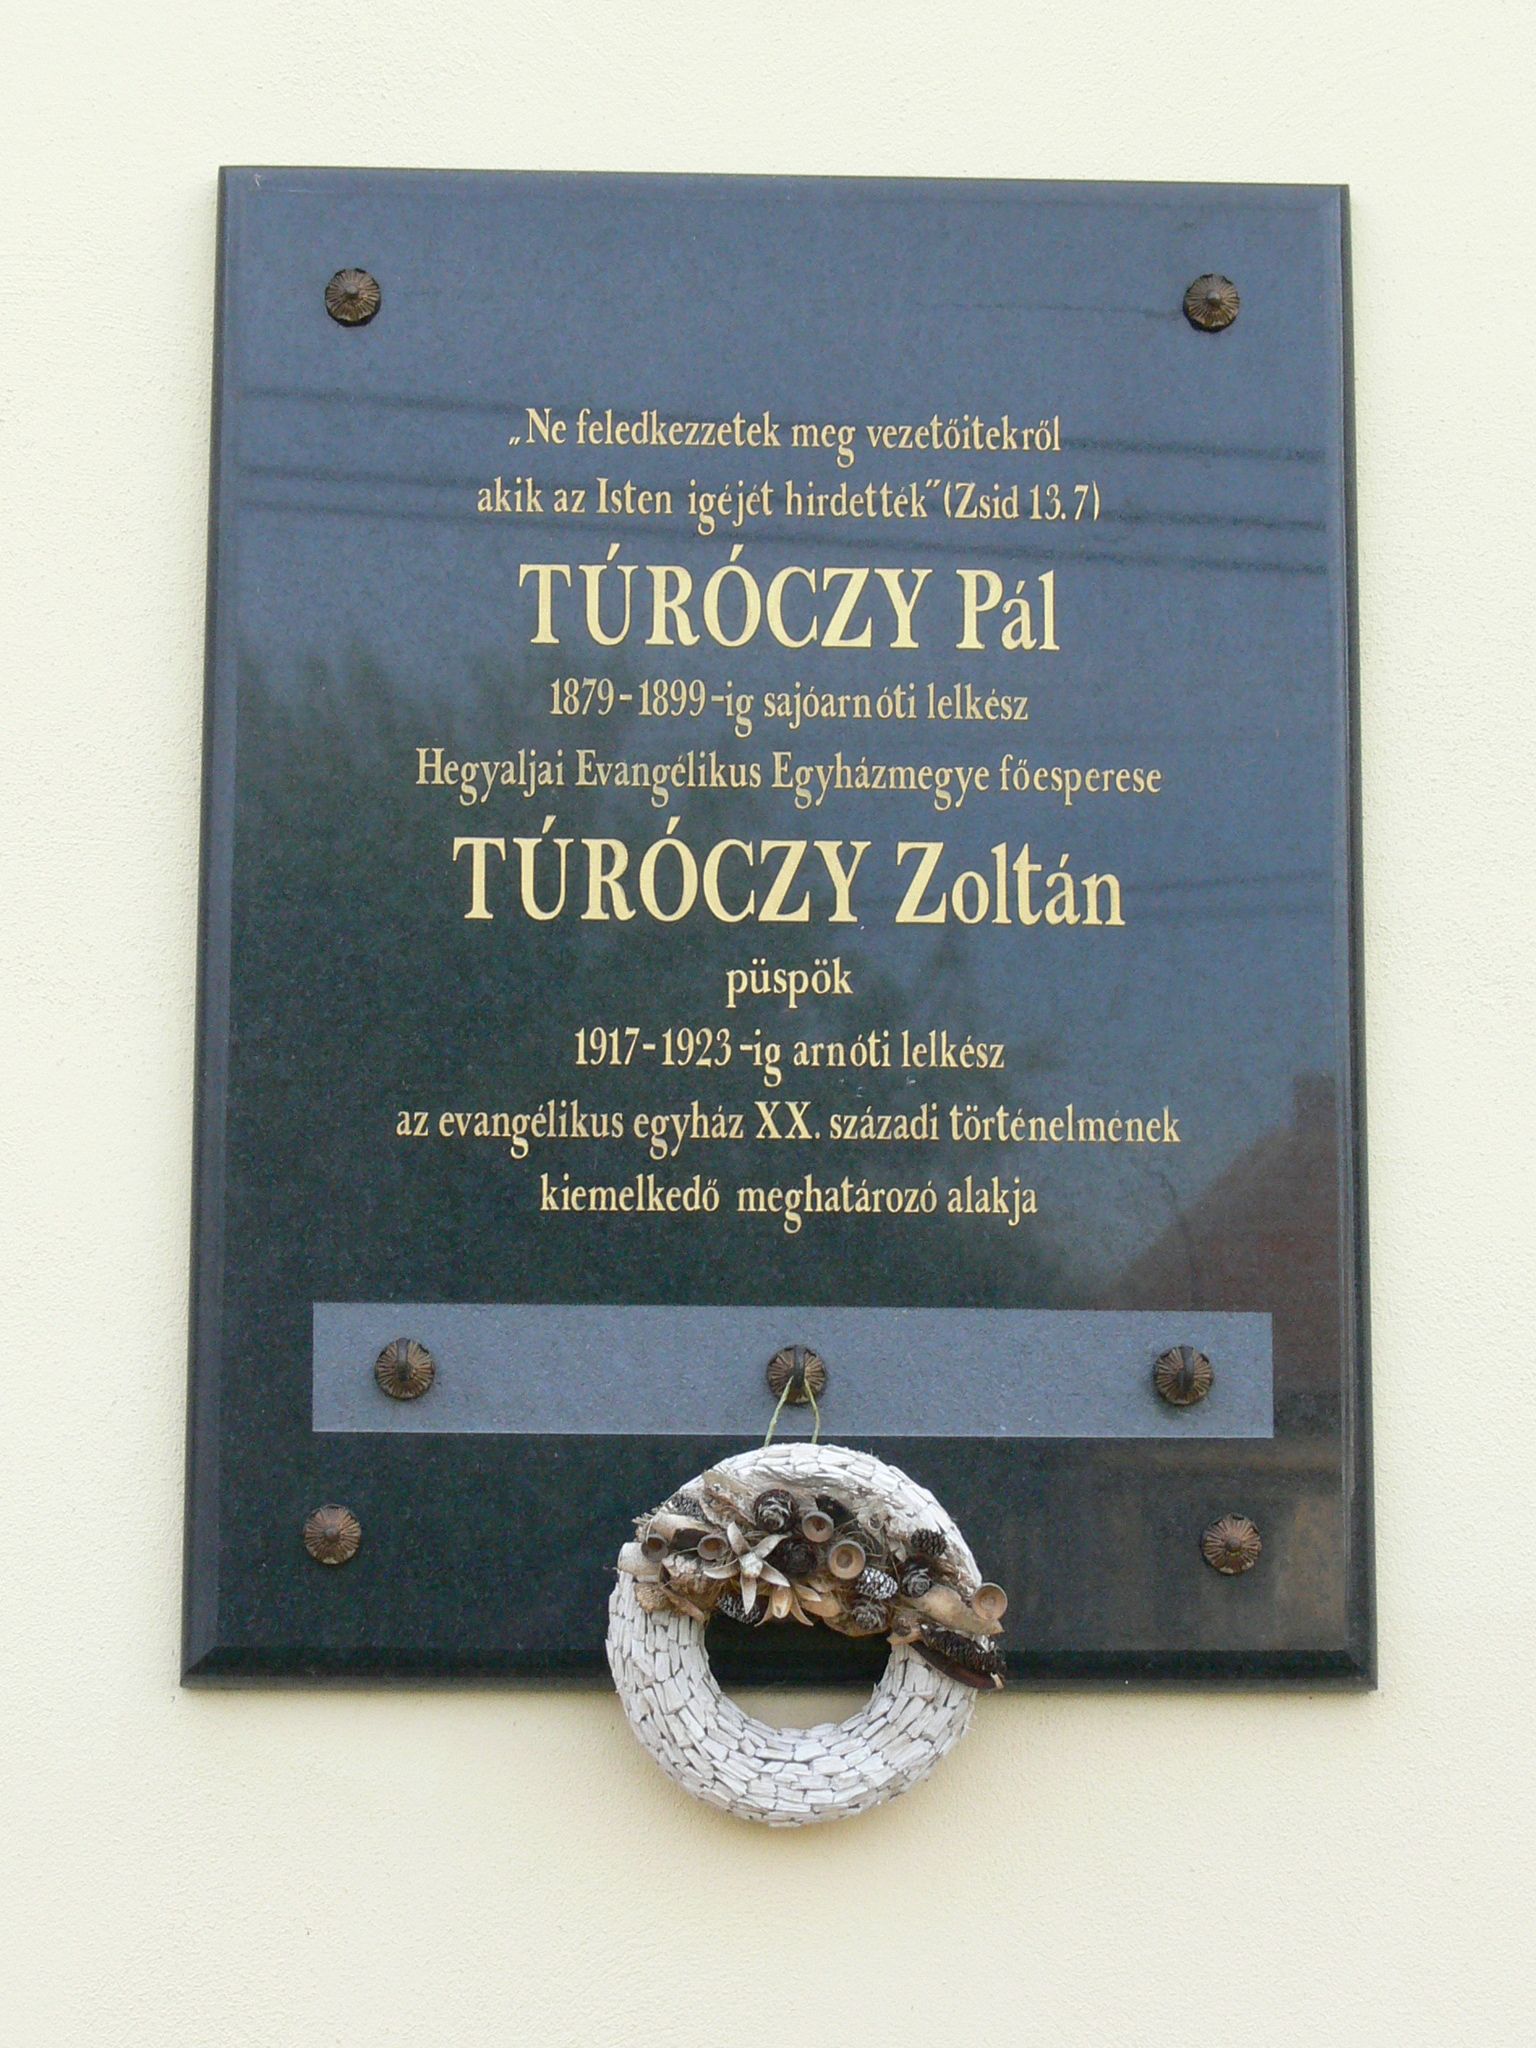 „Ne feledkezzetek meg vezetőitekről
akik az Isten igéjét hirdették” (Zsid 13.7)
TÚRÓCZY Pál
1879-1899-ig sajóarnóti lelkész
Hegyaljai Evangélikus Egyházmegye főesperese
TÚRÓCZY Zoltán
püspök
1917-1923-ig arnóti lelkész
az evangélikus egyház XX. századi történelmének
kiemelkedő meghatározó alakja